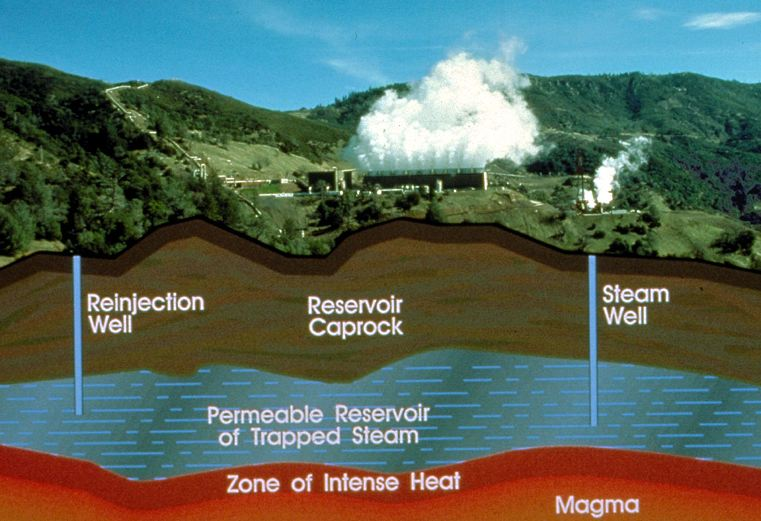 Reinjection
Well
Reservoir
Caprock
Steam
Well
Permeable Reservoir
of Trapped Steam
Zone of Intense Heat
Magma